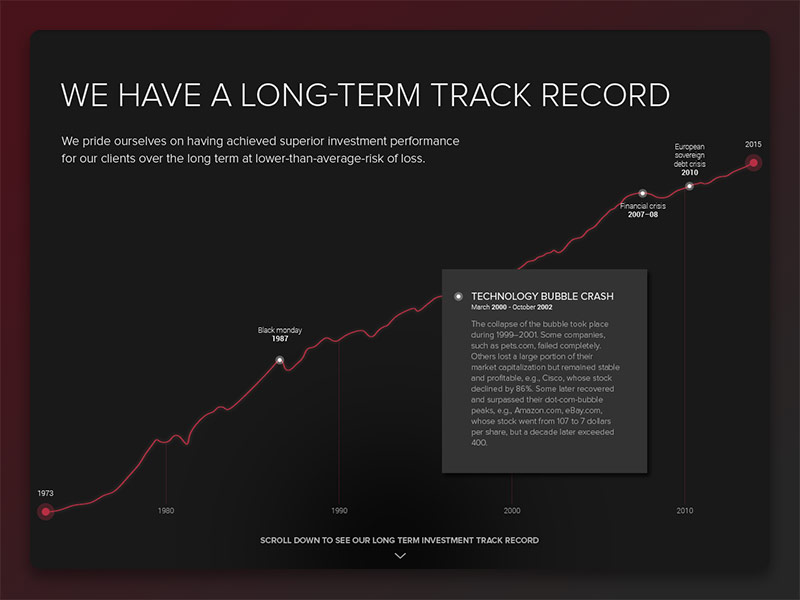 WE HAVE A LONG-TERM TRACK RECORD
We pride ourselves on having achieved superior investment performance
for our clients over the long term at lower-than-average-risk of loss.
2015
European
sovereign
debt crisis
2010
Financial crisis
2007–08
TECHNOLOGY BUBBLE CRASH
March 2000 - October 2002
The collapse of the bubble took place
during 1999–2001. Some companies,
such as pets.com, failed completely.
Others lost a large portion of their
market capitalization but remained stable
and profitable, e.g., Cisco, whose stock
declined by 86%. Some later recovered
and surpassed their dot-com-bubble
peaks, e.g., Amazon.com, eBay.com,
whose stock went from 107 to 7 dollars
per share, but a decade later exceeded
400.
Black monday
1987
1973
1980
1990
2000
2010
SCROLL DOWN TO SEE OUR LONG TERM INVESTMENT TRACK RECORD